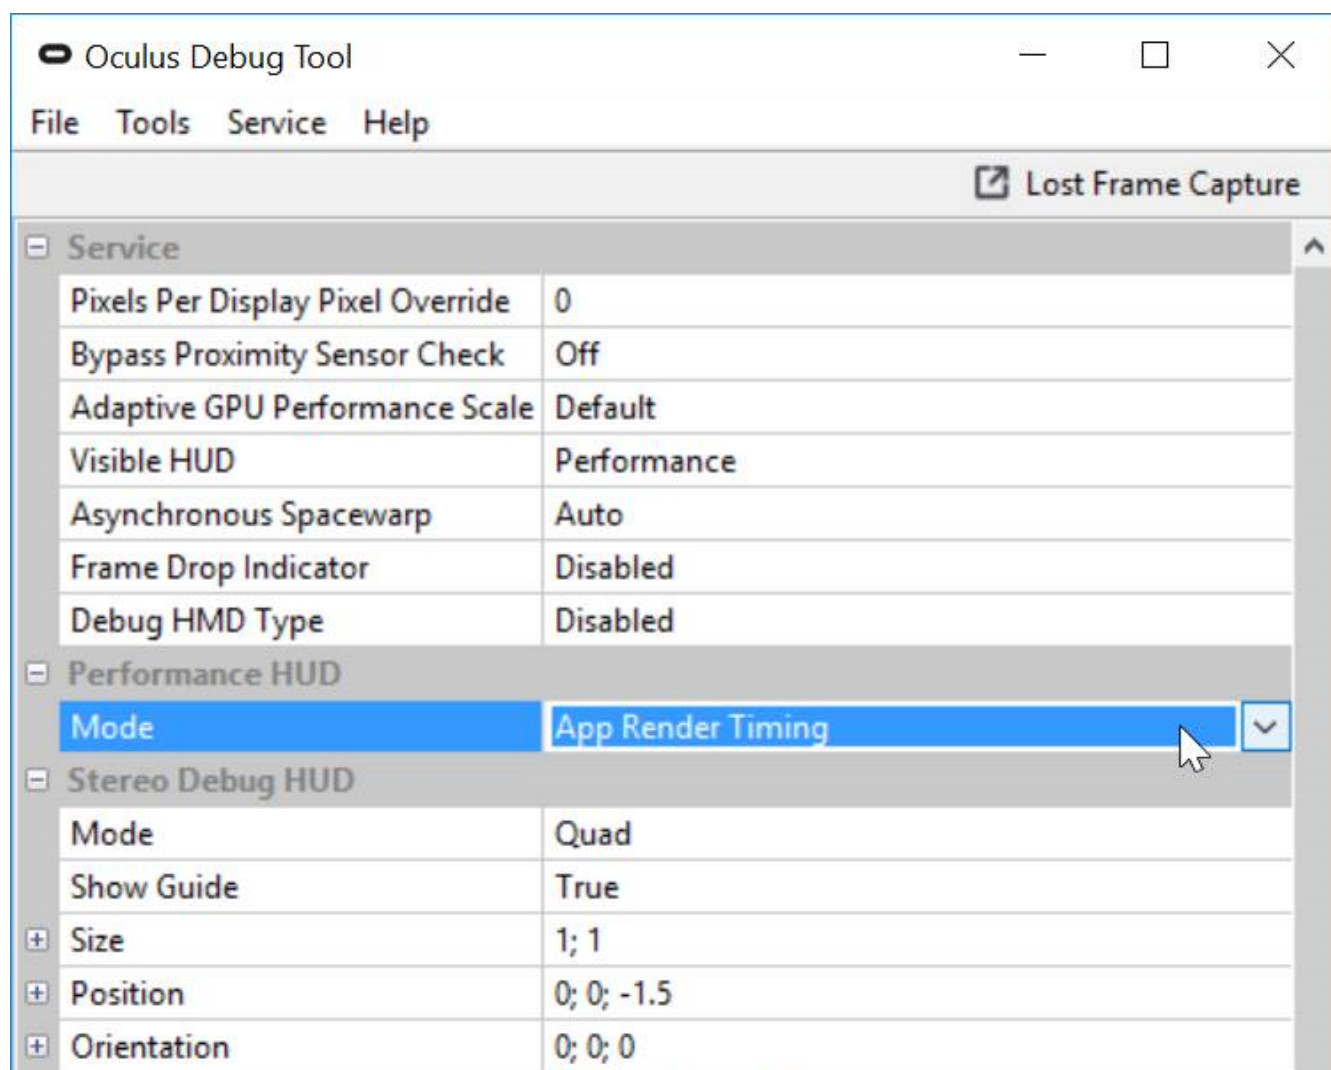 Oculus Debug Tool
File Tools Service Help
Lost Frame Capture
Service
Pixels Per Display Pixel Override 0
Bypass Proximity Sensor Check Off
Adaptive GPU Performance Scale Default
Visible HUD Performance
Asynchronous Spacewarp Auto
Frame Drop Indicator Disabled
Debug HMD Type Disabled
Performance HUD
Mode App Render Timing
Stereo Debug HUD
Mode Quad
Show Guide True
Size 1; 1
Position 0; 0; -1.5
Orientation 0; 0; 0